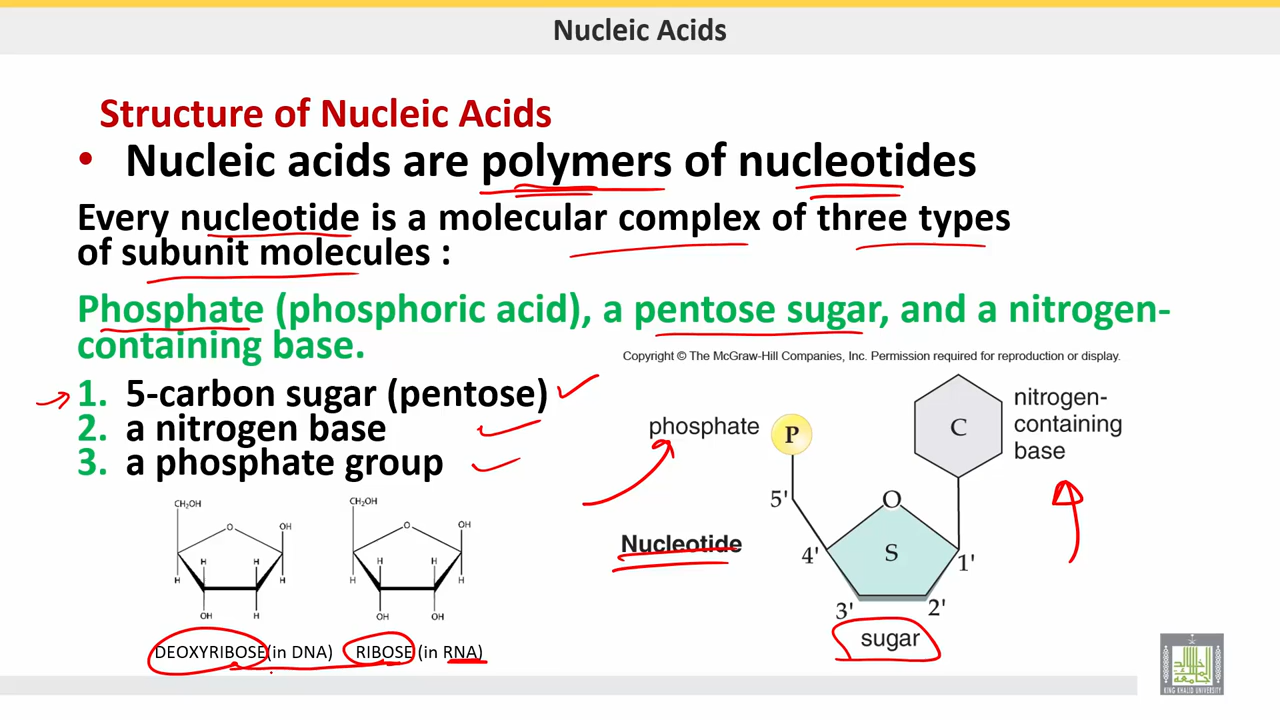 Nucleic Acids
Structure of Nucleic Acids
• Nucleic acids are polymers of nucleotides
Every nucleotide is a molecular complex of three types
of subunit molecules :
Phosphate (phosphoric acid), a pentose sugar, and a nitrogen-
containing base.
Copyright © The McGraw-Hill Companies, Inc. Permission required for reproduction or display.
1. 5-carbon sugar (pentose)
2. a nitrogen base
3. a phosphate group
phosphate
P
C
nitrogen-
containing
base
5'
O
Nucleotide
4'
S
1'
3'
2'
sugar
CH₂OH
O
OH
H
H
H
H
OH
H
DEOXYRIBOSE (in DNA)
CH₂OH
O
OH
H
H
H
H
OH
OH
RIBOSE (in RNA)
KING KHALID UNIVERSITY